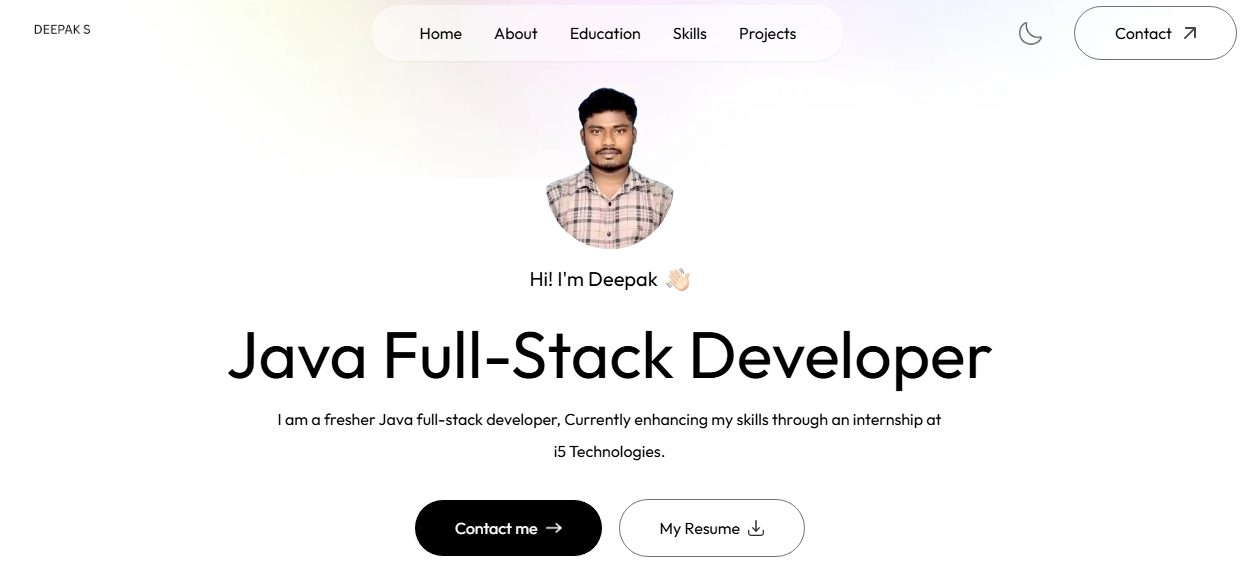 DEEPAK S
Home About Education Skills Projects
Contact
Hi! I'm Deepak
Java Full-Stack Developer
I am a fresher Java full-stack developer, Currently enhancing my skills through an internship at
i5 Technologies.
Contact me
My Resume